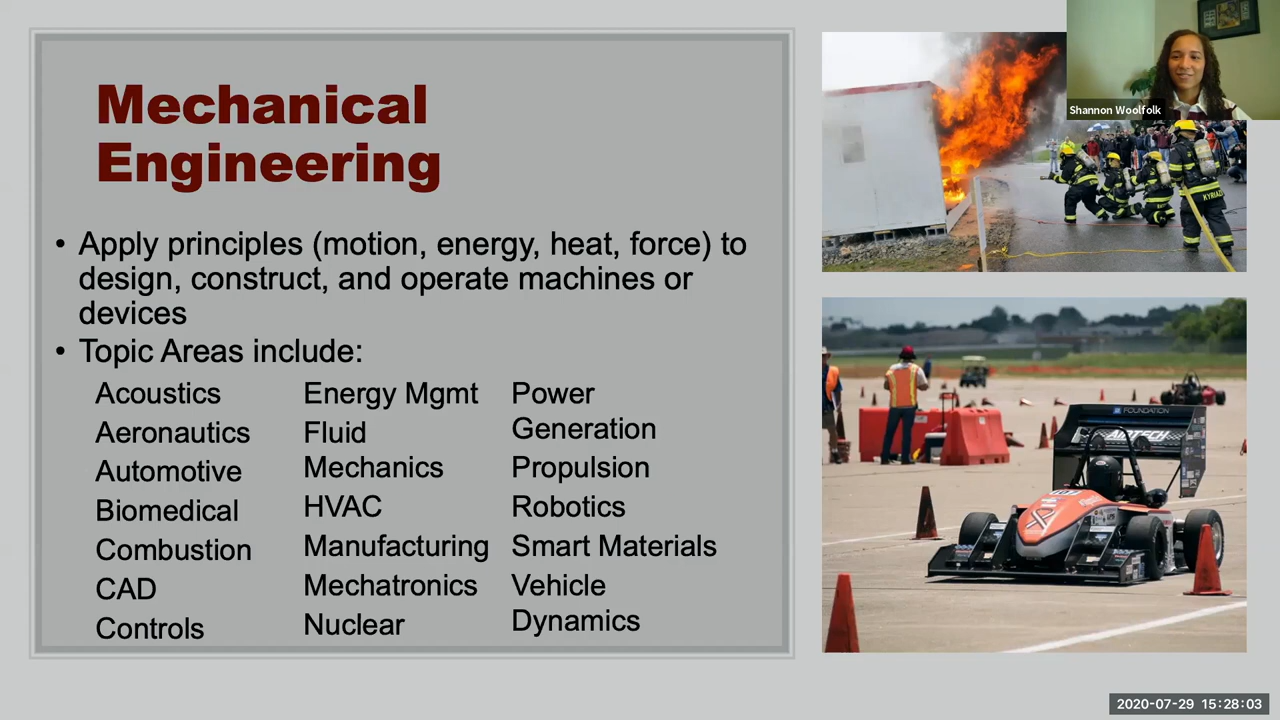 Mechanical
Engineering
• Apply principles (motion, energy, heat, force) to
design, construct, and operate machines or
devices
• Topic Areas include:
Acoustics
Aeronautics
Automotive
Biomedical
Combustion
CAD
Controls
Energy Mgmt
Fluid
Mechanics
HVAC
Manufacturing
Mechatronics
Nuclear
Power
Generation
Propulsion
Robotics
Smart Materials
Vehicle
Dynamics
Shannon Woolfolk
FOUNDATION
2020-07-29 15:28:03